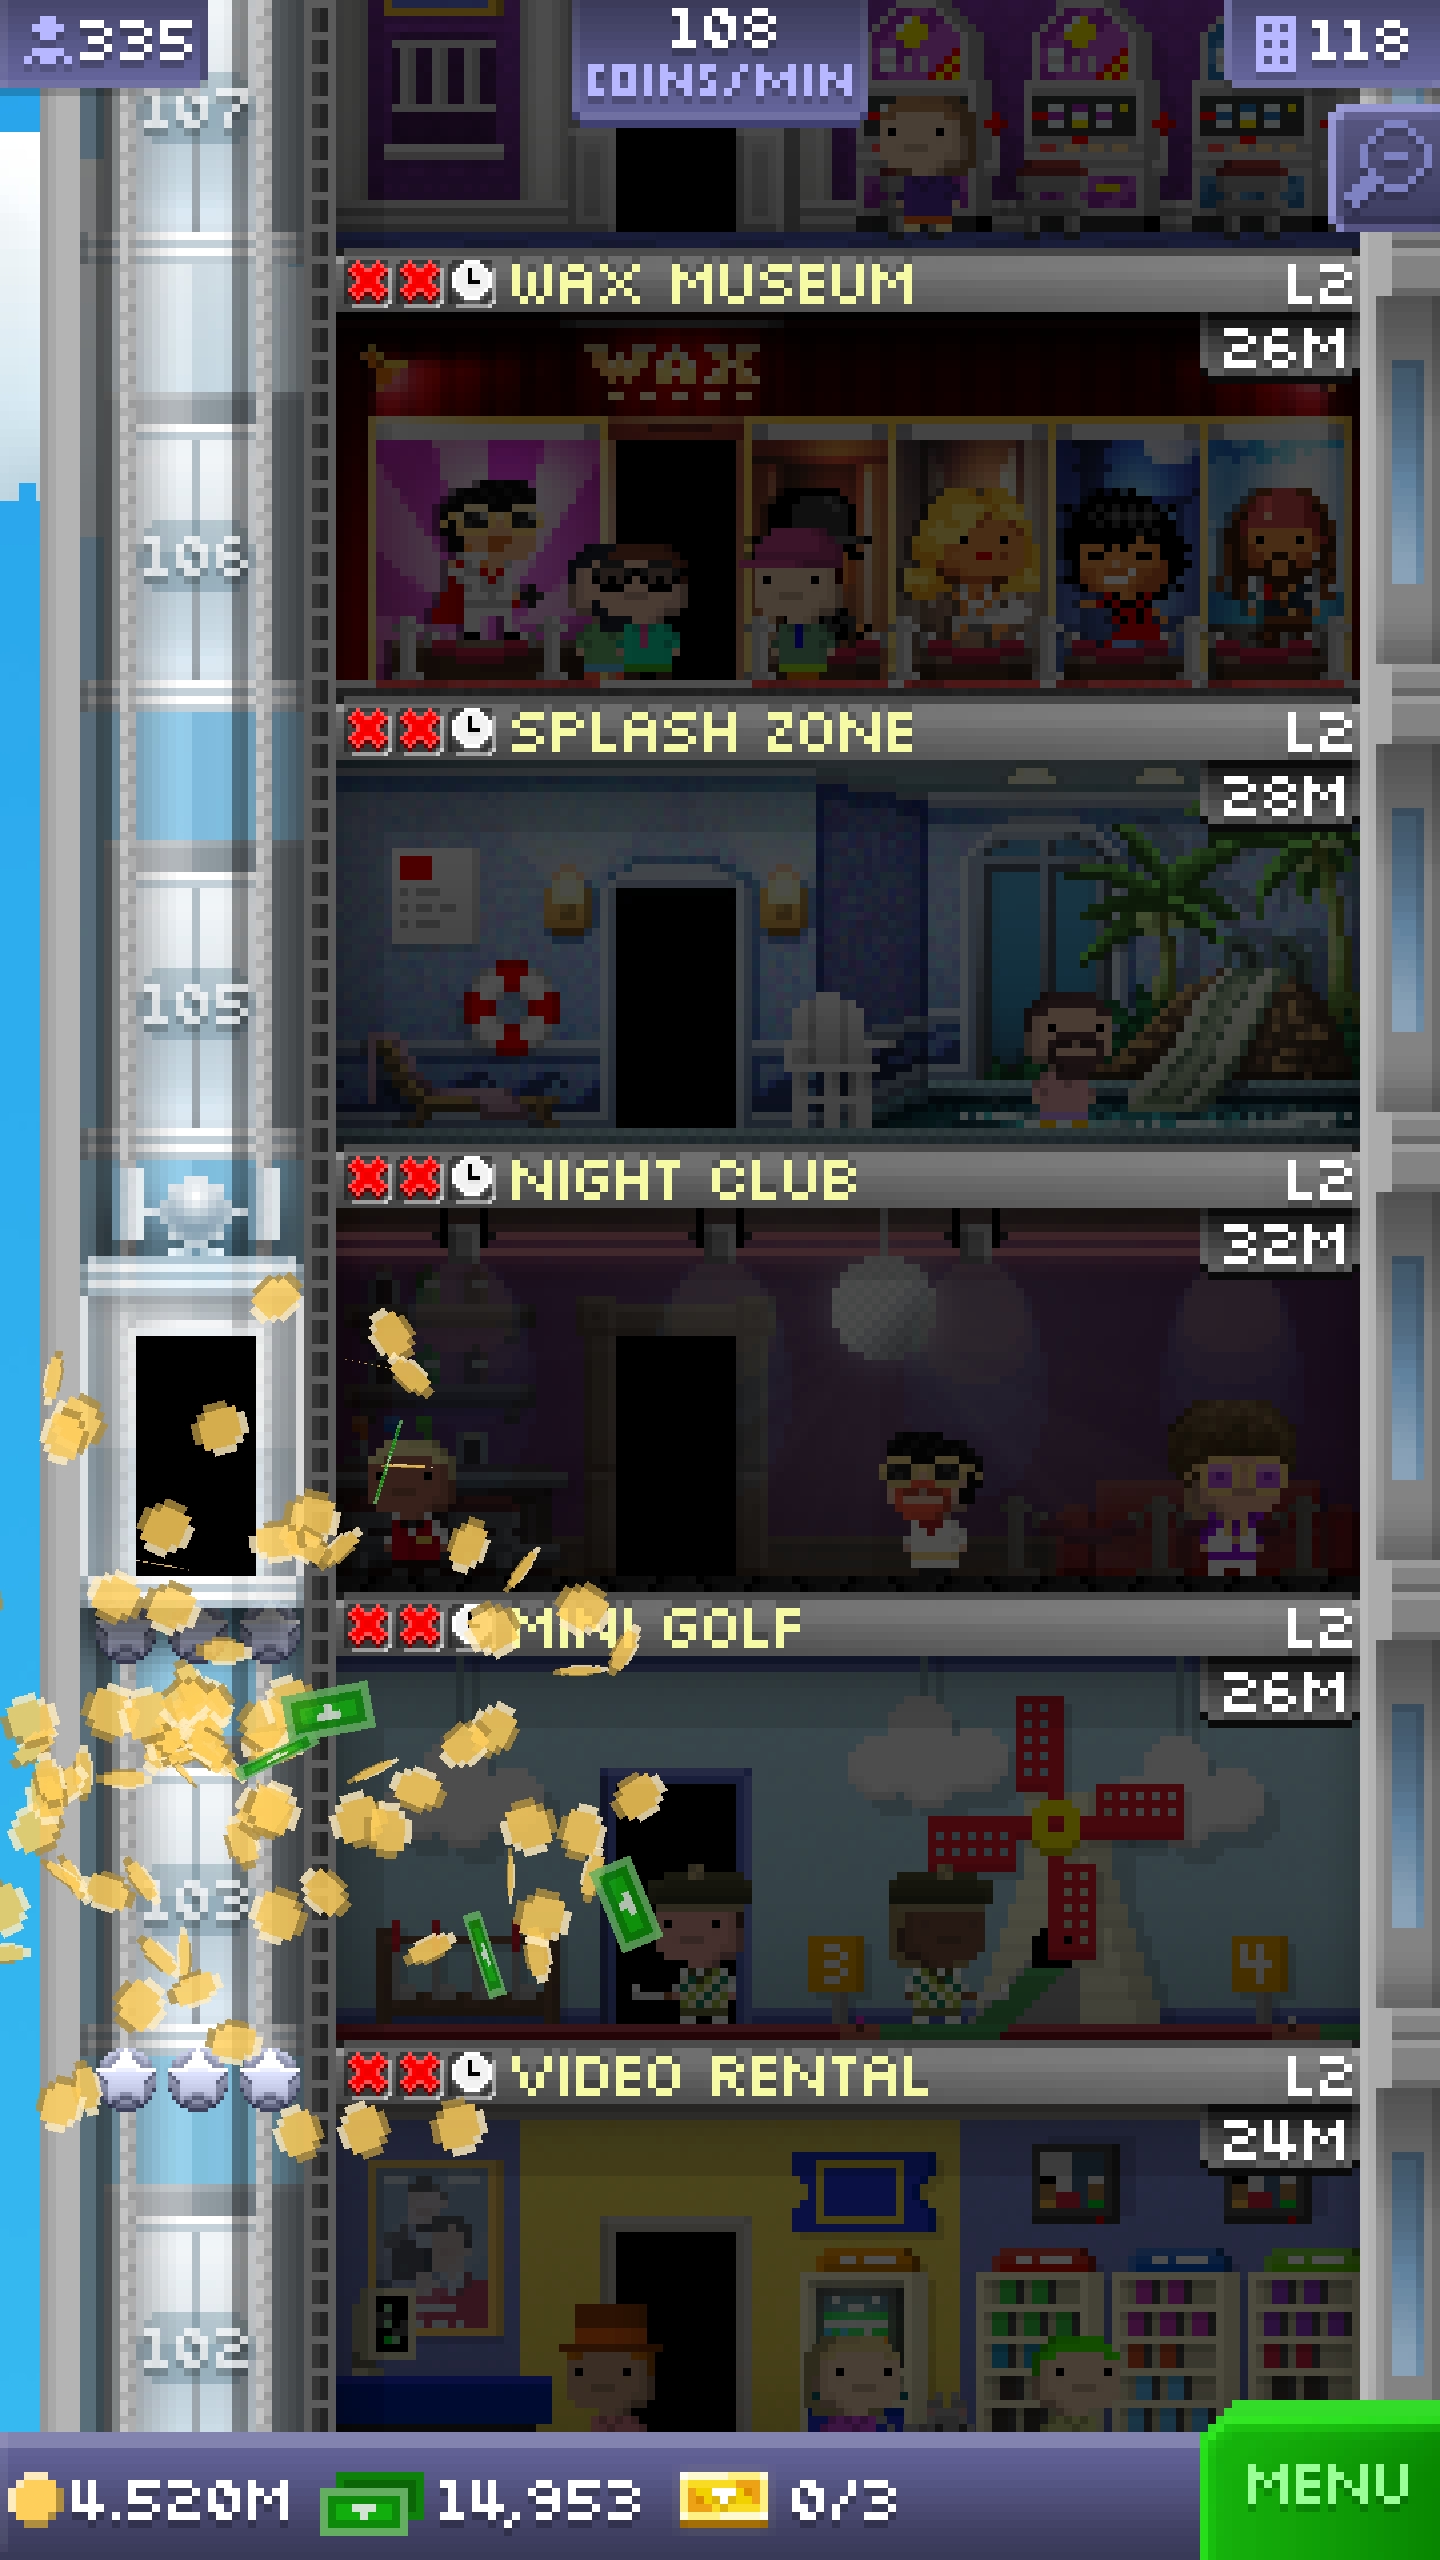 335
108
COINS/MIN
118
107
WAX MUSEUM L2
26M
WAX
106
SPLASH ZONE L2
28M
105
NIGHT CLUB L2
32M
MINI GOLF L2
26M
103
3
4
VIDEO RENTAL L2
24M
102
4.520M 14,953 0/3
MENU